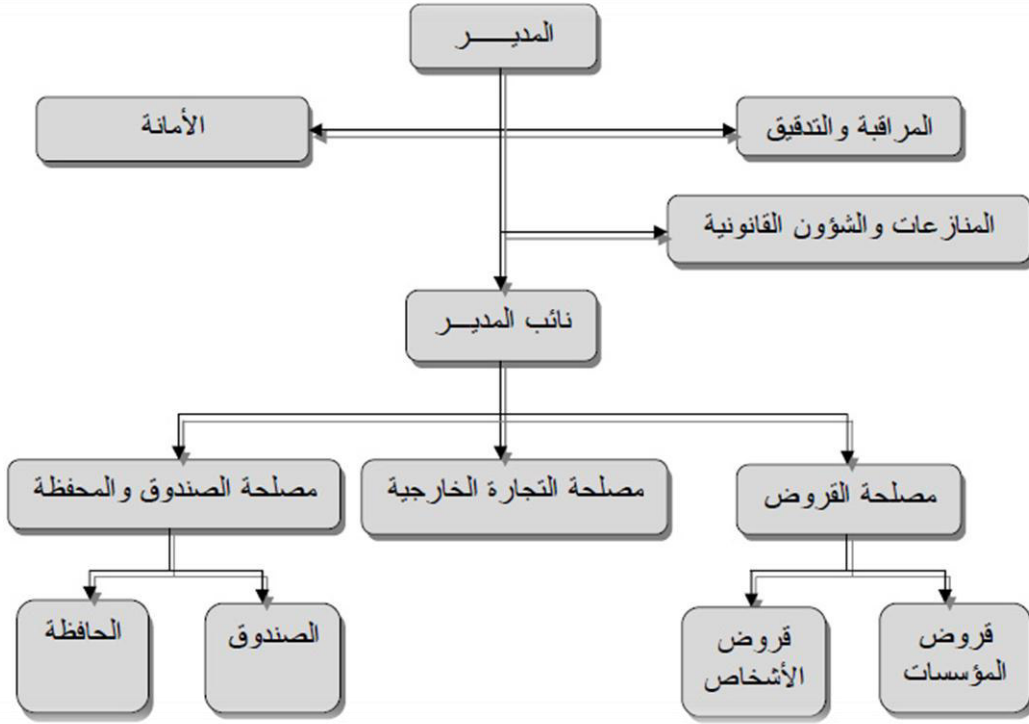 المديـــــر
المراقبة والتدقيق
الأمانة
المنازعات والشؤون القانونية
نائب المديـــر
مصلحة القروض
مصلحة التجارة الخارجية
مصلحة الصندوق والمحفظة
قروض
المؤسسات
قروض
الأشخاص
الصندوق
الحافظة